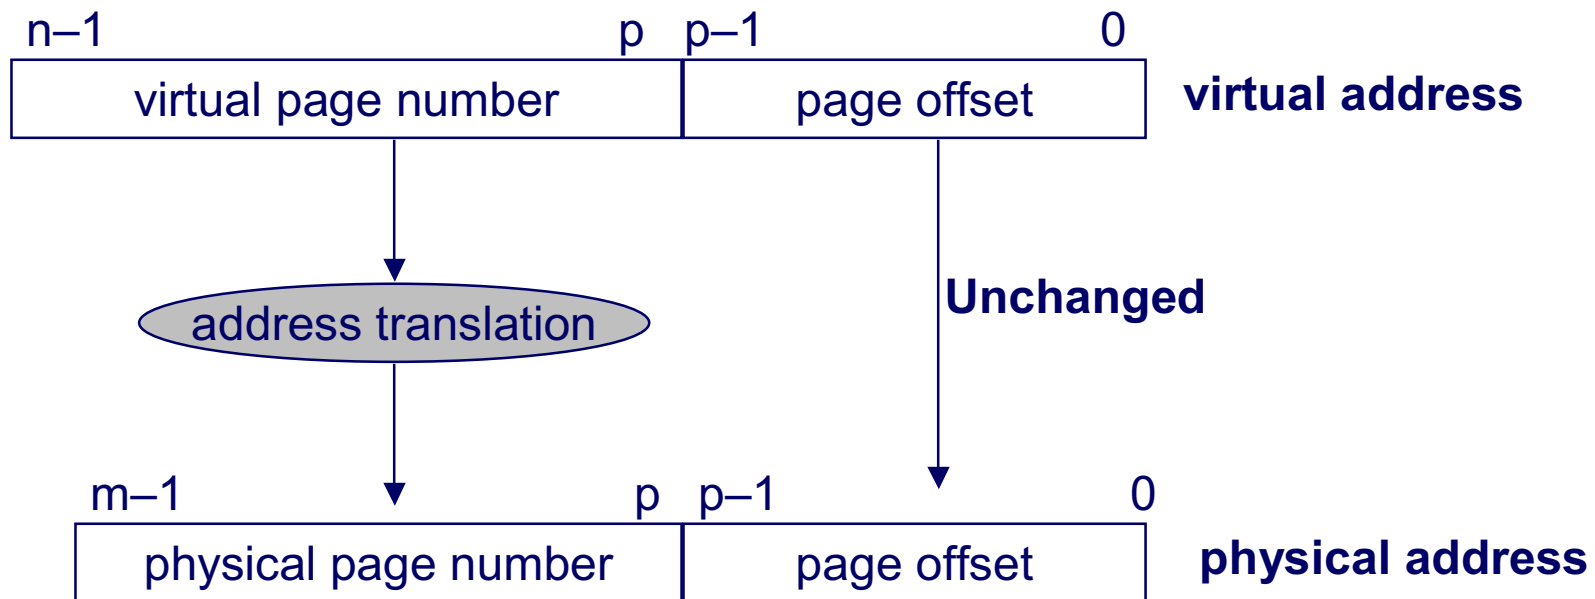 n–1 p p–1 0
virtual page number page offset virtual address
address translation Unchanged
m–1 p p–1 0
physical page number page offset physical address